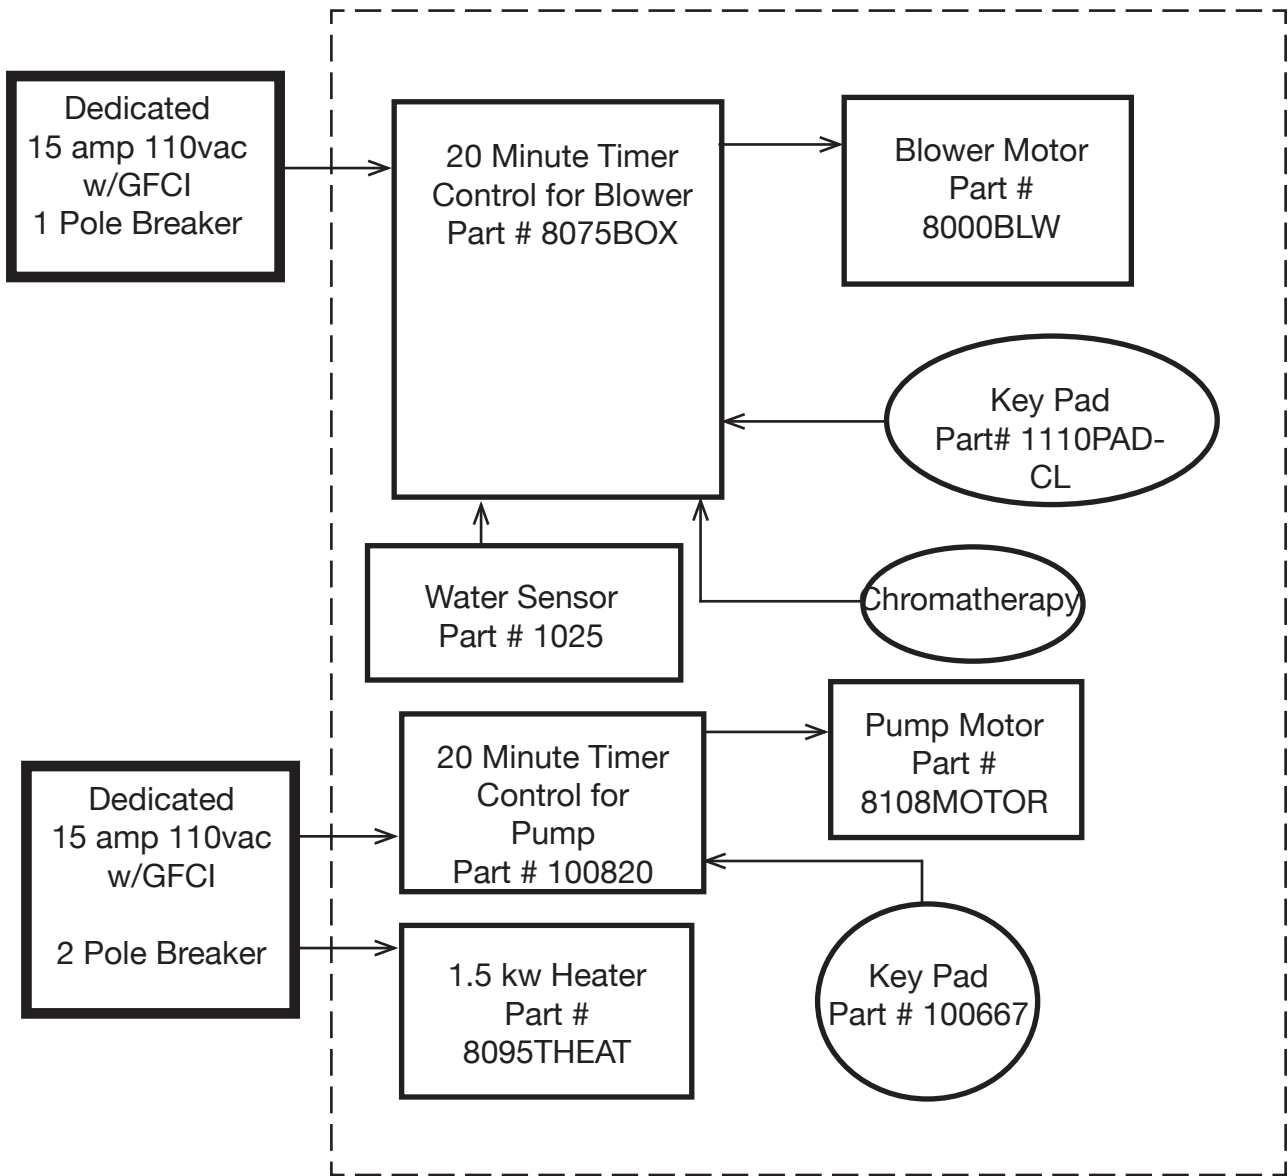 Dedicated
15 amp 110vac
w/GFCI
1 Pole Breaker
20 Minute Timer
Control for Blower
Part # 8075BOX
Blower Motor
Part #
8000BLW
Key Pad
Part# 1110PAD-
CL
Water Sensor
Part # 1025
Chromatherapy
Dedicated
15 amp 110vac
w/GFCI
2 Pole Breaker
20 Minute Timer
Control for
Pump
Part # 100820
Pump Motor
Part #
8108MOTOR
1.5 kw Heater
Part #
8095THEAT
Key Pad
Part # 100667